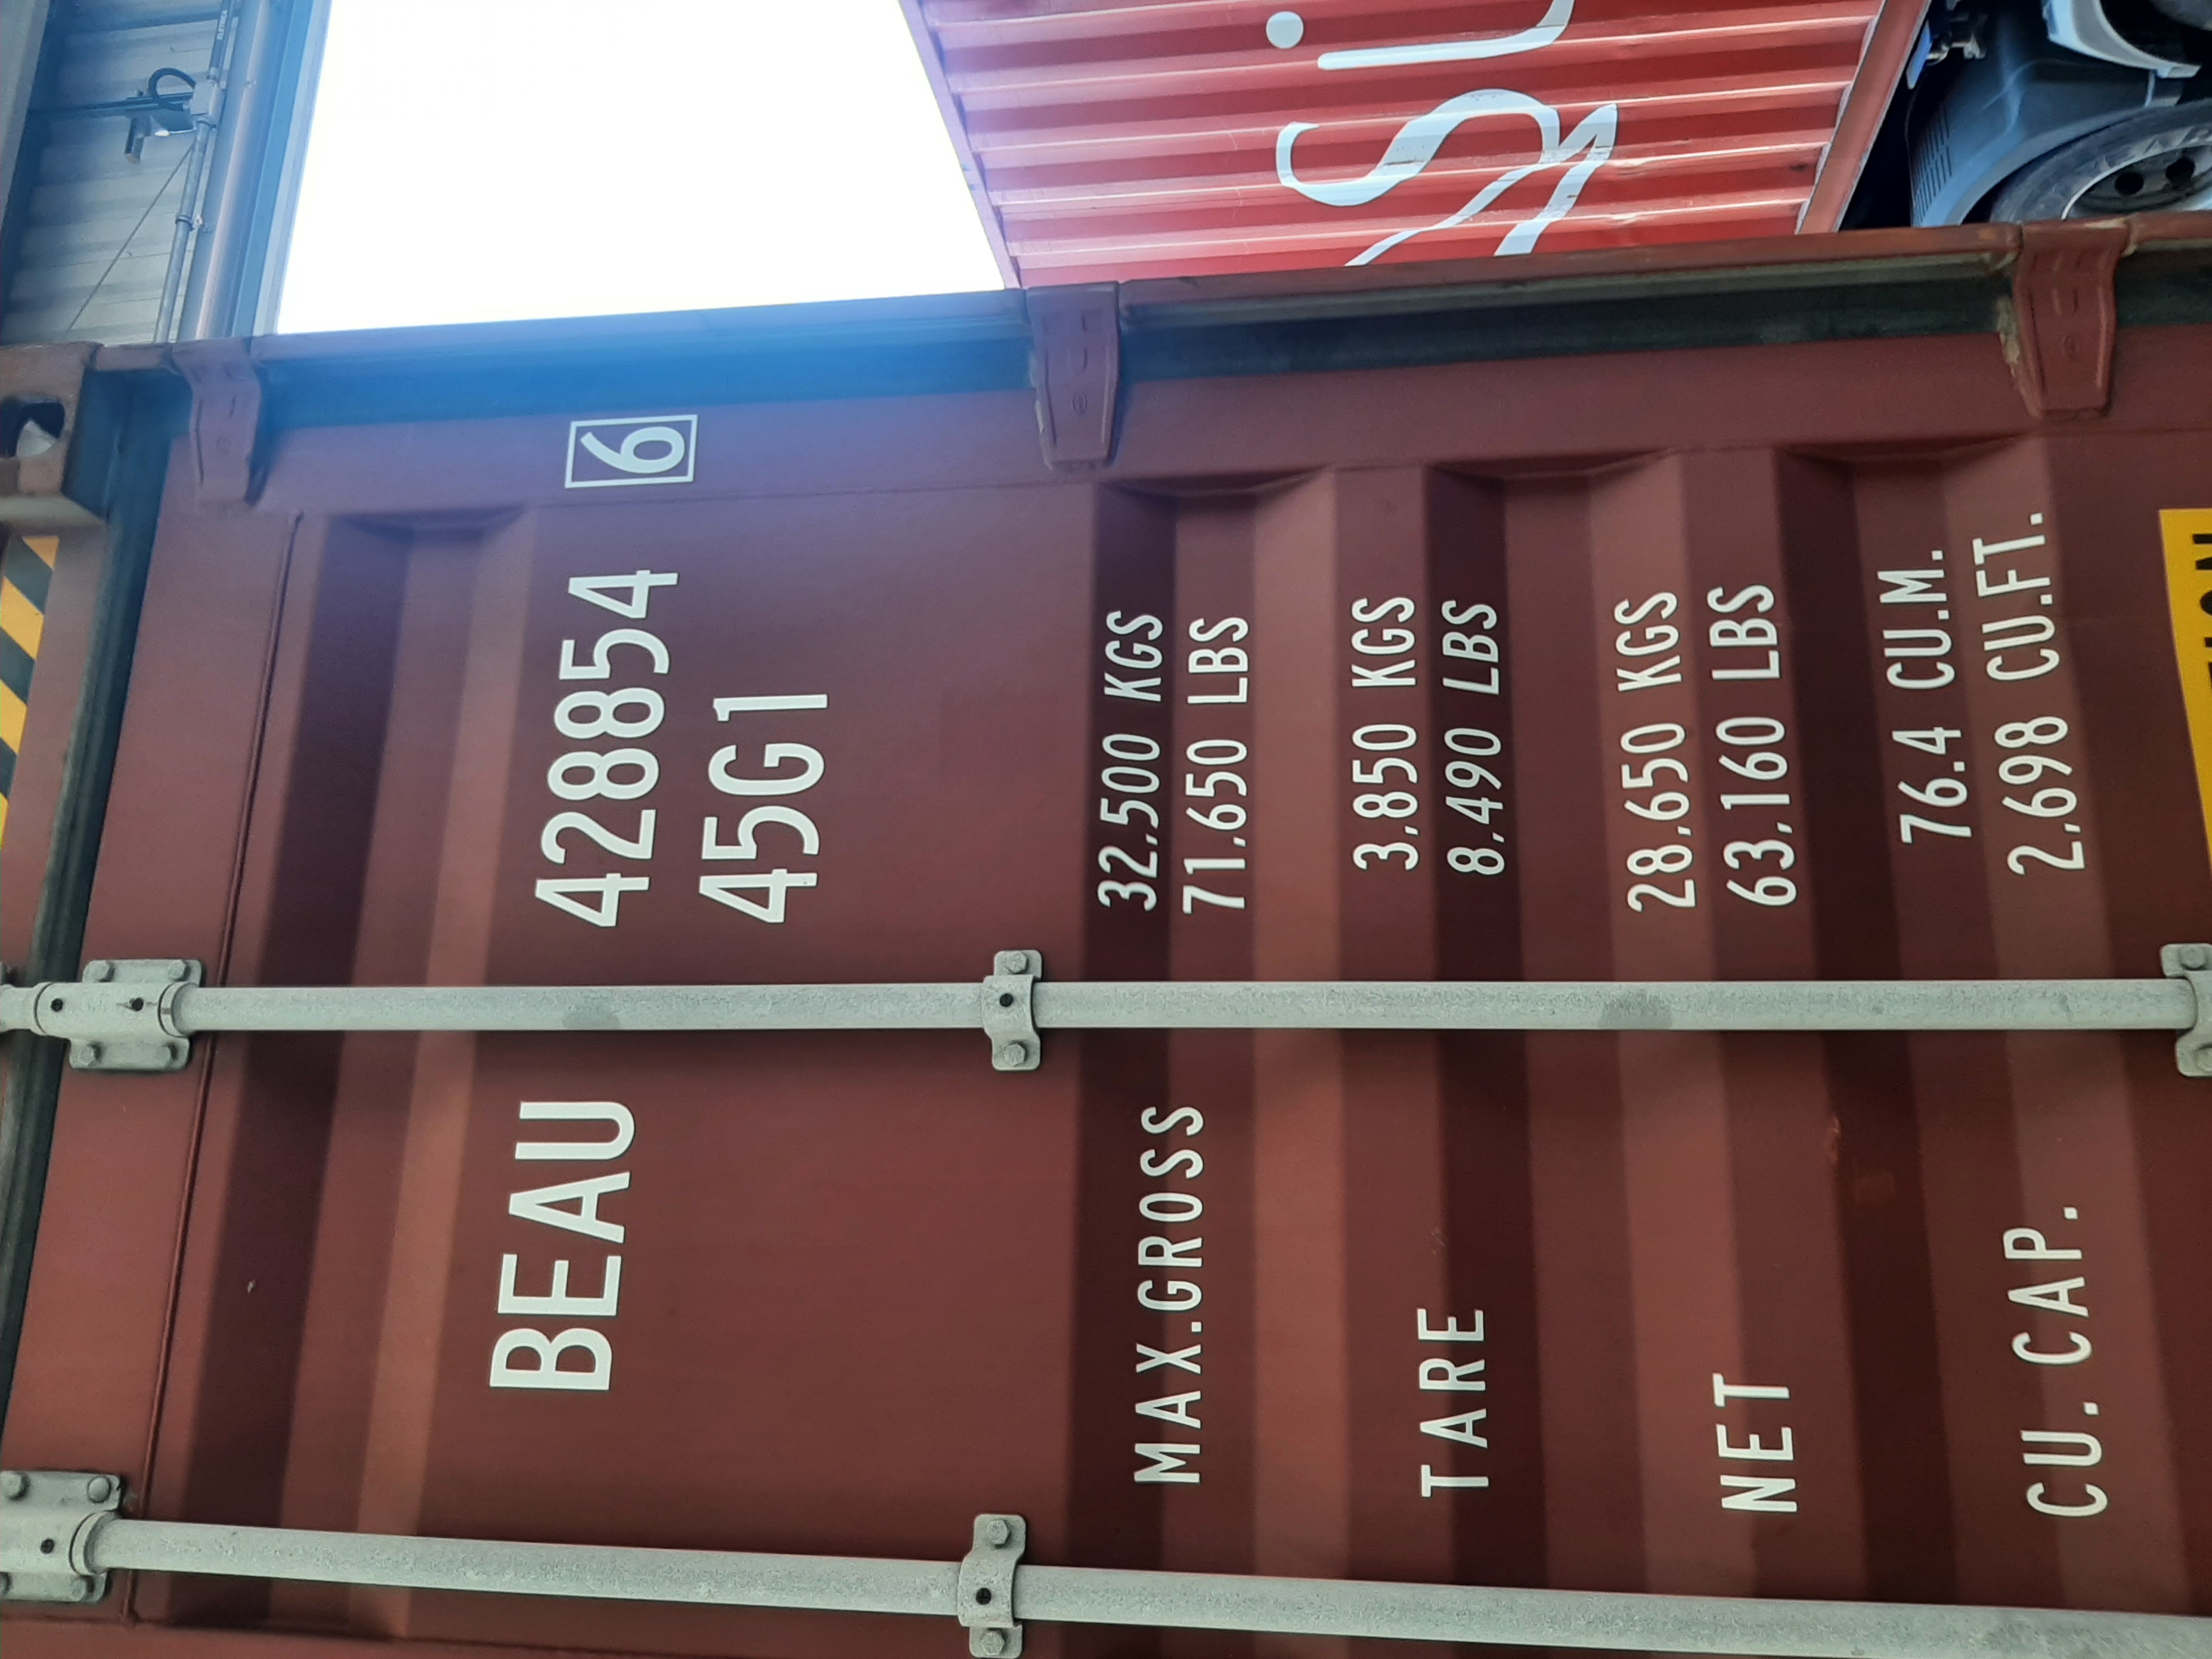 BEAU 428854 6
45G1
MAX.GROSS 32.500 KGS
71.650 LBS
TARE 3.850 KGS
8.490 LBS
NET 28.650 KGS
63.160 LBS
CU. CAP. 76.4 CU.M.
2.698 CU.FT.